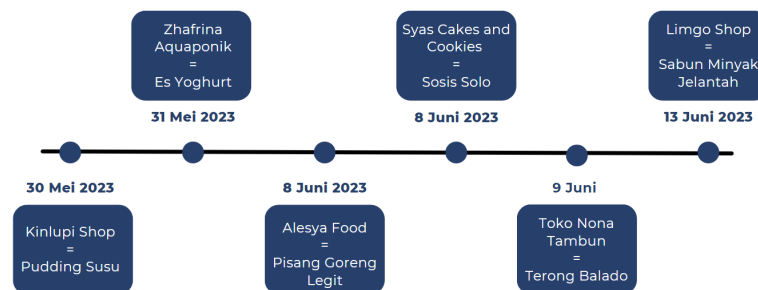 Zhafrina
Aquaponik
=
Es Yoghurt
31 Mei 2023
Syas Cakes and
Cookies
=
Sosis Solo
8 Juni 2023
Limgo Shop
=
Sabun Minyak
Jelantah
13 Juni 2023
30 Mei 2023
Kinlupi Shop
=
Pudding Susu
8 Juni 2023
Alesya Food
=
Pisang Goreng
Legit
9 Juni
Toko Nona
Tambun
=
Terong Balado